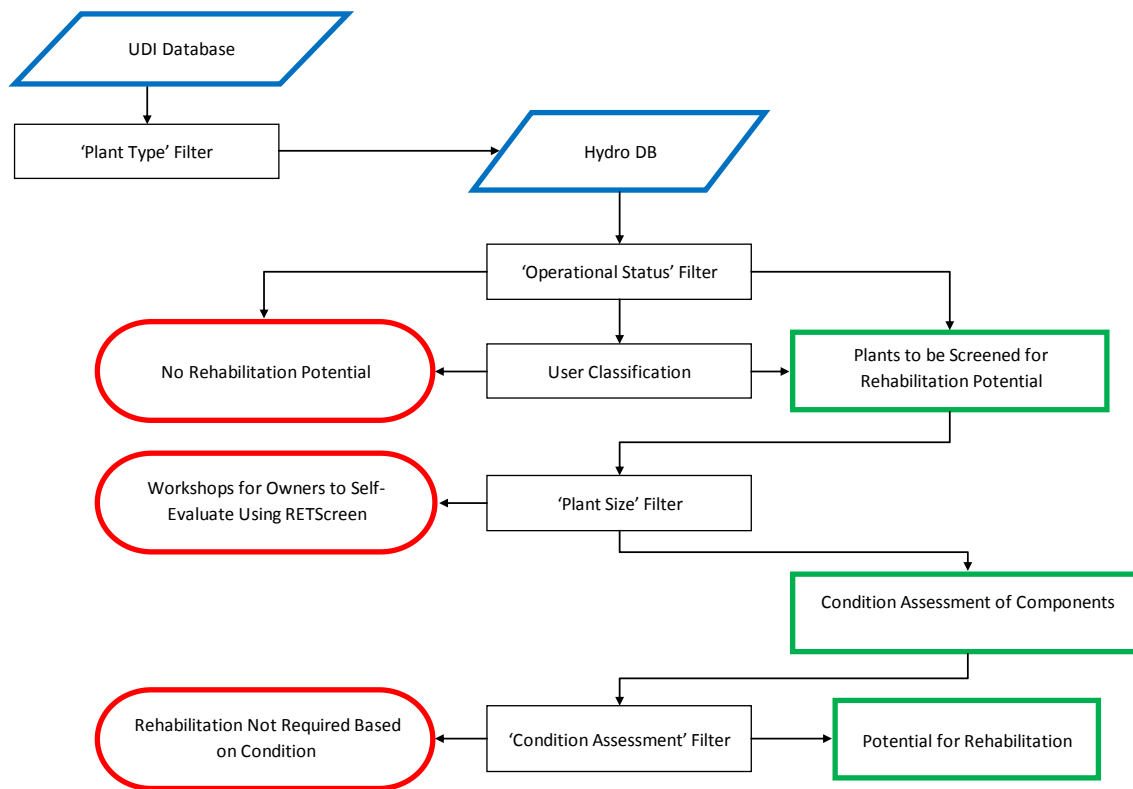 UDI Database
‘Plant Type’ Filter
Hydro DB
‘Operational Status’ Filter
No Rehabilitation Potential
User Classification
Plants to be Screened for
Rehabilitation Potential
Workshops for Owners to Self-
Evaluate Using RETScreen
‘Plant Size’ Filter
Condition Assessment of Components
Rehabilitation Not Required Based
on Condition
‘Condition Assessment’ Filter
Potential for Rehabilitation